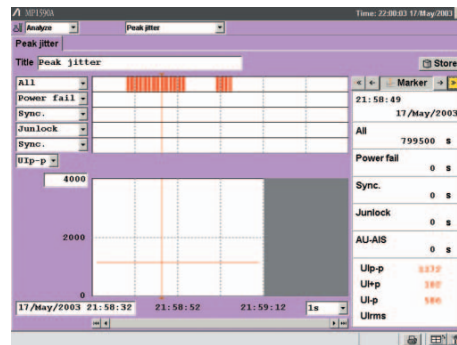 MP1590A
Time: 22:00:03 17/May/2003
Analyze
Peak jitter
Peak jitter
Title Peak jitter
Store
All
Marker
Power fail
21:58:49
17/May/2003
Sync.
Junlock
All
799500 s
Sync.
Power fail
0 s
UIp-p
Sync.
0 s
4000
Junlock
0 s
2000
AU-AIS
0 s
UIp-p
UI+p
UI-p
UIrms
0
17/May/2003 21:58:32 21:58:52 21:59:12 1s